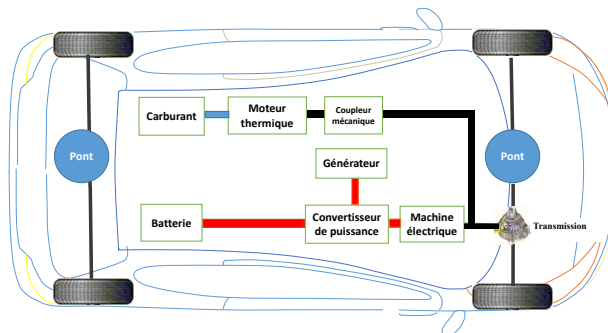 Carburant
Moteur
thermique
Coupleur
mécanique
Pont
Pont
Générateur
Batterie
Convertisseur
de puissance
Machine
électrique
Transmission